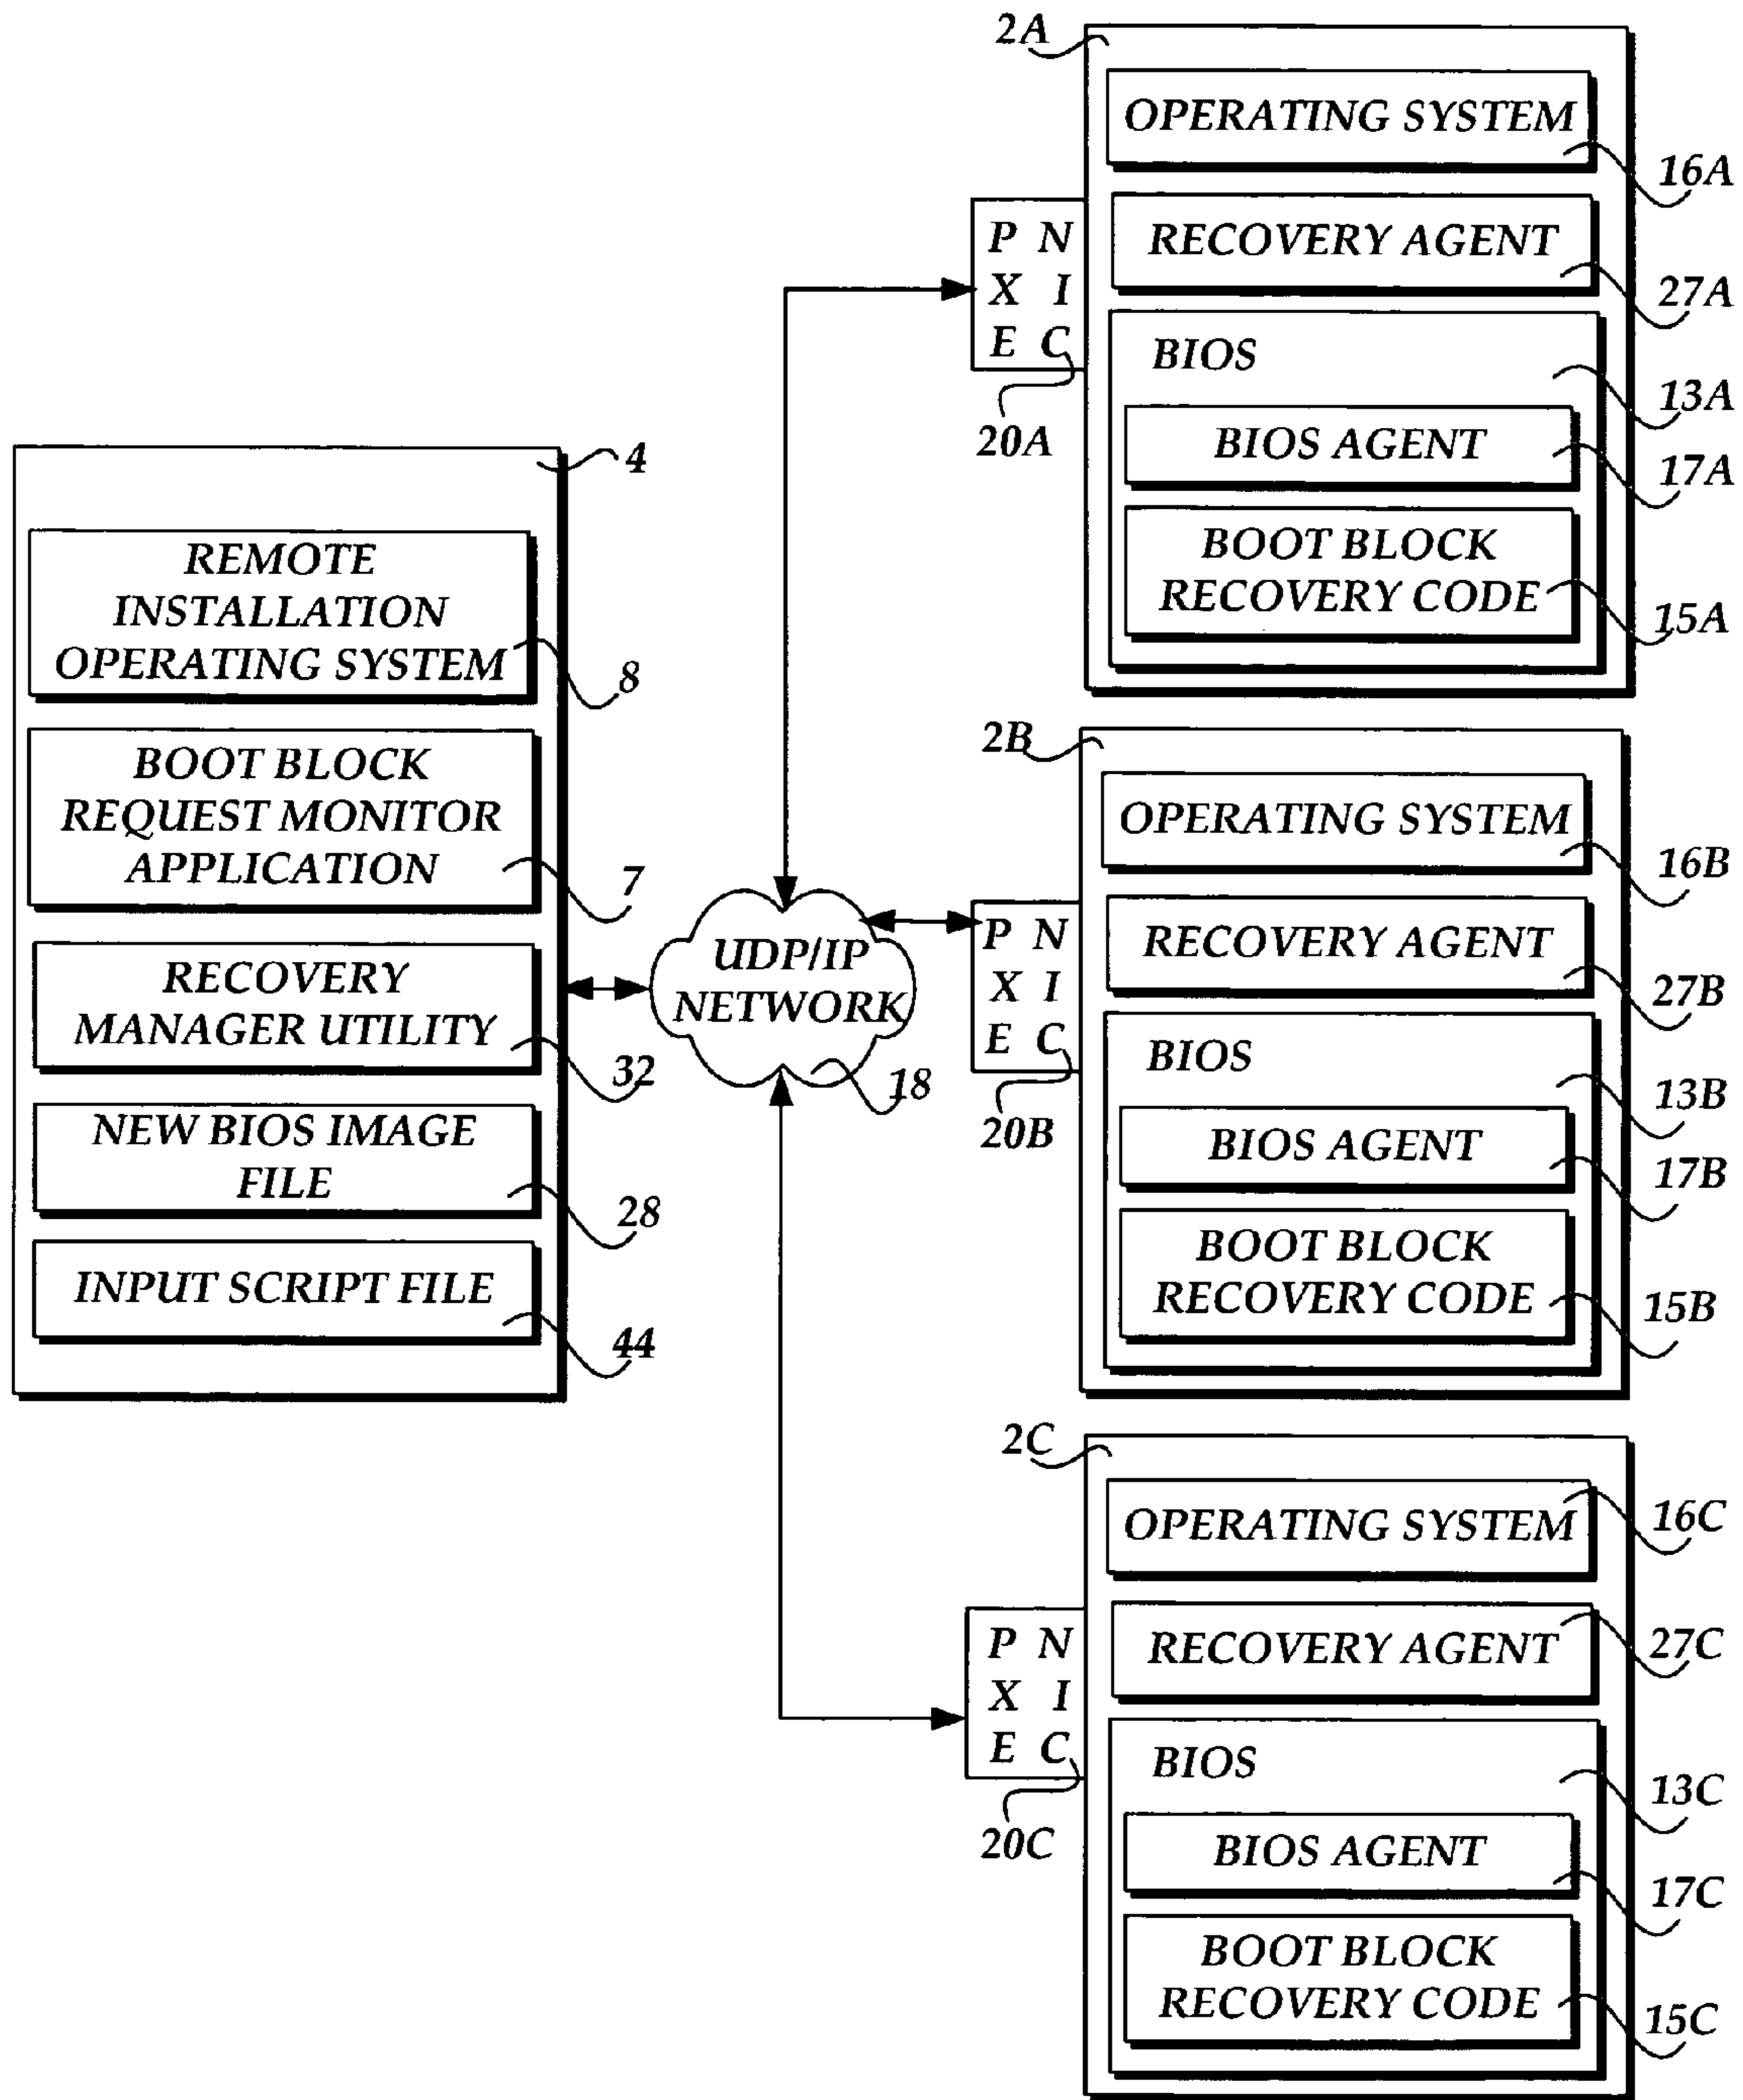 4
REMOTE
INSTALLATION
OPERATING SYSTEM
8
BOOT BLOCK
REQUEST MONITOR
APPLICATION
7
RECOVERY
MANAGER UTILITY
32
NEW BIOS IMAGE
FILE
28
INPUT SCRIPT FILE
44
UDP/IP
NETWORK
18
2A
OPERATING SYSTEM
16A
RECOVERY AGENT
27A
P N
X I
E C
20A
BIOS
13A
BIOS AGENT
17A
BOOT BLOCK
RECOVERY CODE
15A
2B
OPERATING SYSTEM
16B
RECOVERY AGENT
27B
P N
X I
E C
20B
BIOS
13B
BIOS AGENT
17B
BOOT BLOCK
RECOVERY CODE
15B
2C
OPERATING SYSTEM
16C
RECOVERY AGENT
27C
P N
X I
E C
20C
BIOS
13C
BIOS AGENT
17C
BOOT BLOCK
RECOVERY CODE
15C